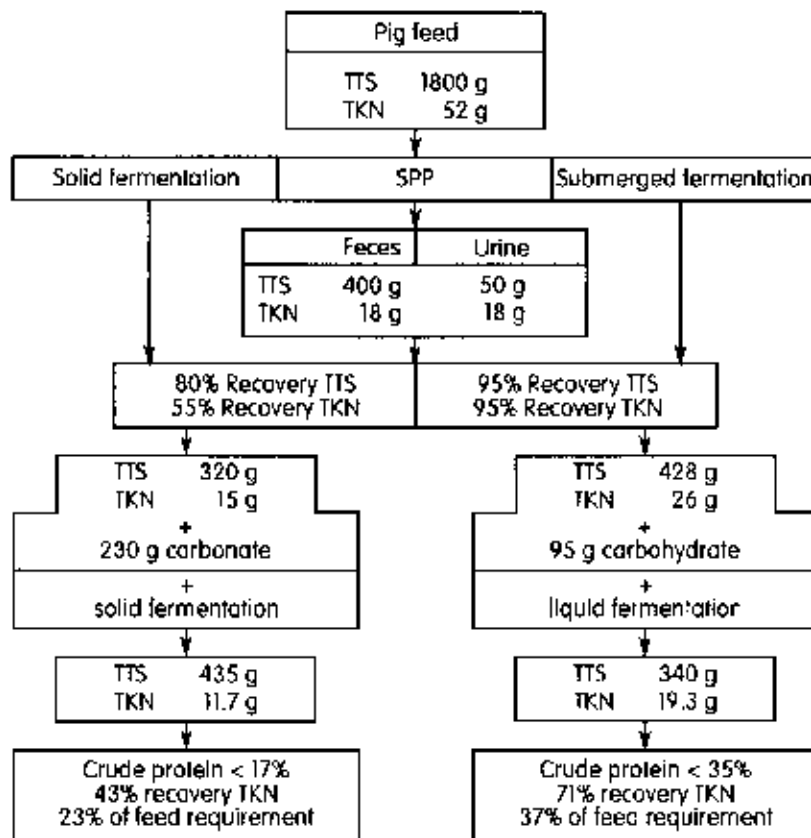 Pig feed
TTS 1800 g
TKN 52 g
Solid fermentation SPP Submerged fermentation
Feces Urine
TTS 400 g 50 g
TKN 18 g 18 g
80% Recovery TTS
55% Recovery TKN
95% Recovery TTS
95% Recovery TKN
TTS 320 g
TKN 15 g
+
230 g carbonate
+
solid fermentation
TTS 428 g
TKN 26 g
+
95 g carbohydrate
+
liquid fermentation
TTS 435 g
TKN 11.7 g
TTS 340 g
TKN 19.3 g
Crude protein < 17%
43% recovery TKN
23% of feed requirement
Crude protein < 35%
71% recovery TKN
37% of feed requirement